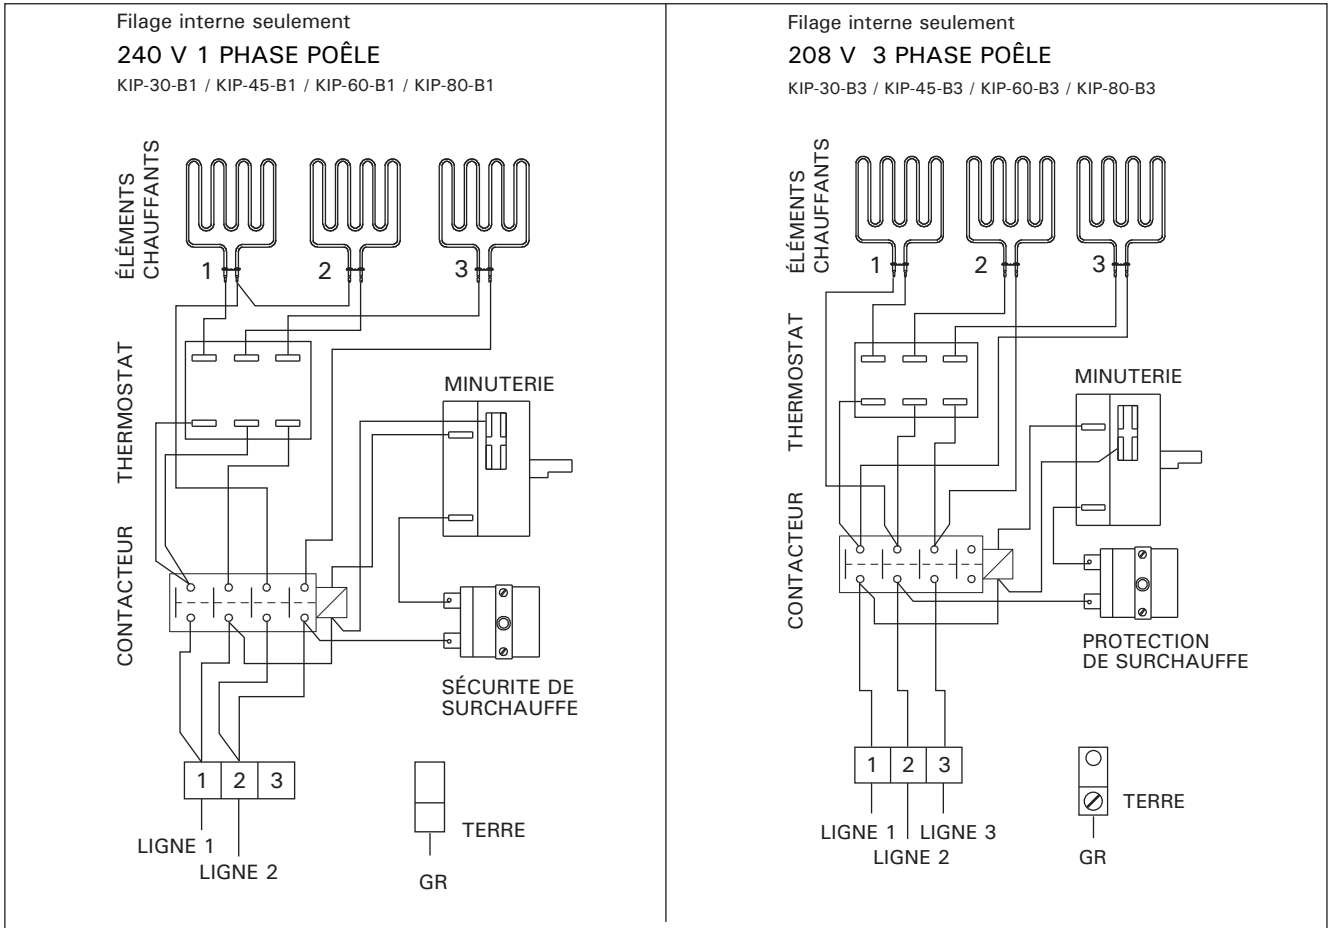 Filage interne seulement
240 V 1 PHASE POÊLE
KIP-30-B1 / KIP-45-B1 / KIP-60-B1 / KIP-80-B1
ÉLÉMENTS
CHAUFFANTS
1
2
3
THERMOSTAT
MINUTERIE
CONTACTEUR
SÉCURITE DE
SURCHAUFFE
1
2
3
LIGNE 1
LIGNE 2
TERRE
GR
Filage interne seulement
208 V 3 PHASE POÊLE
KIP-30-B3 / KIP-45-B3 / KIP-60-B3 / KIP-80-B3
ÉLÉMENTS
CHAUFFANTS
1
2
3
THERMOSTAT
MINUTERIE
CONTACTEUR
PROTECTION
DE SURCHAUFFE
1
2
3
LIGNE 1
LIGNE 3
LIGNE 2
TERRE
GR